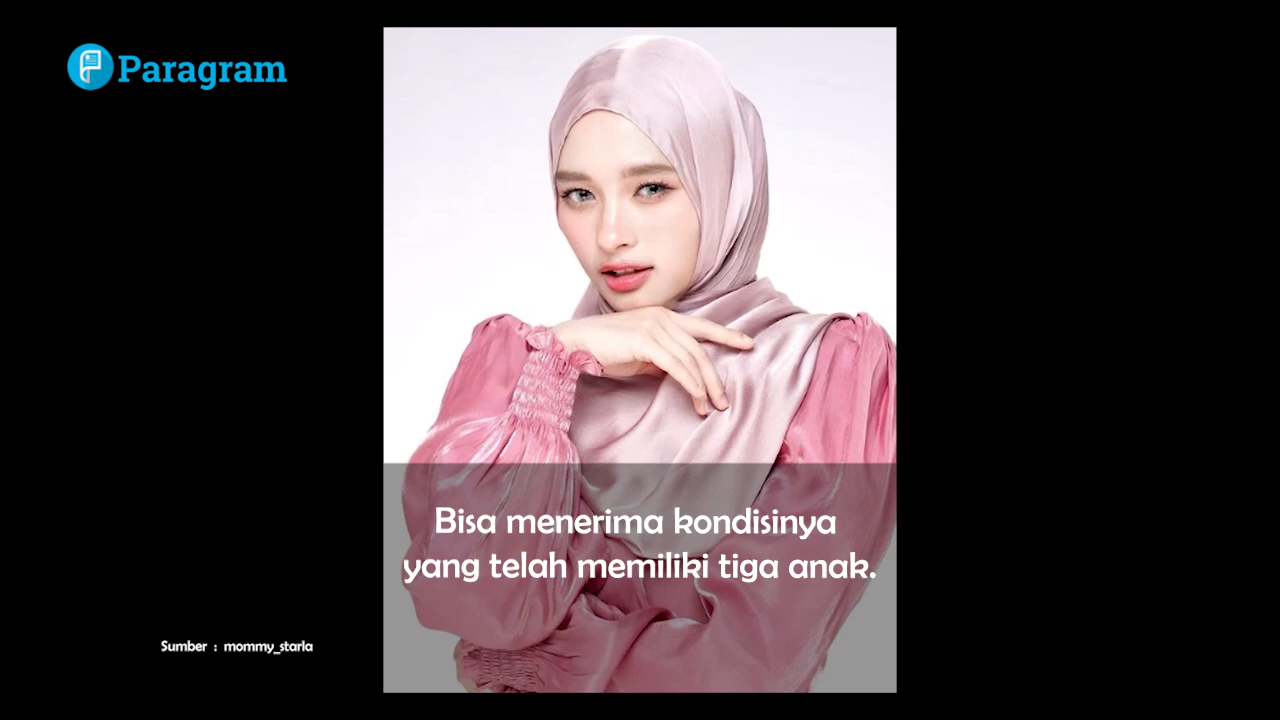 Paragram
Bisa menerima kondisinya
yang telah memiliki tiga anak.
Sumber : mommy_starla